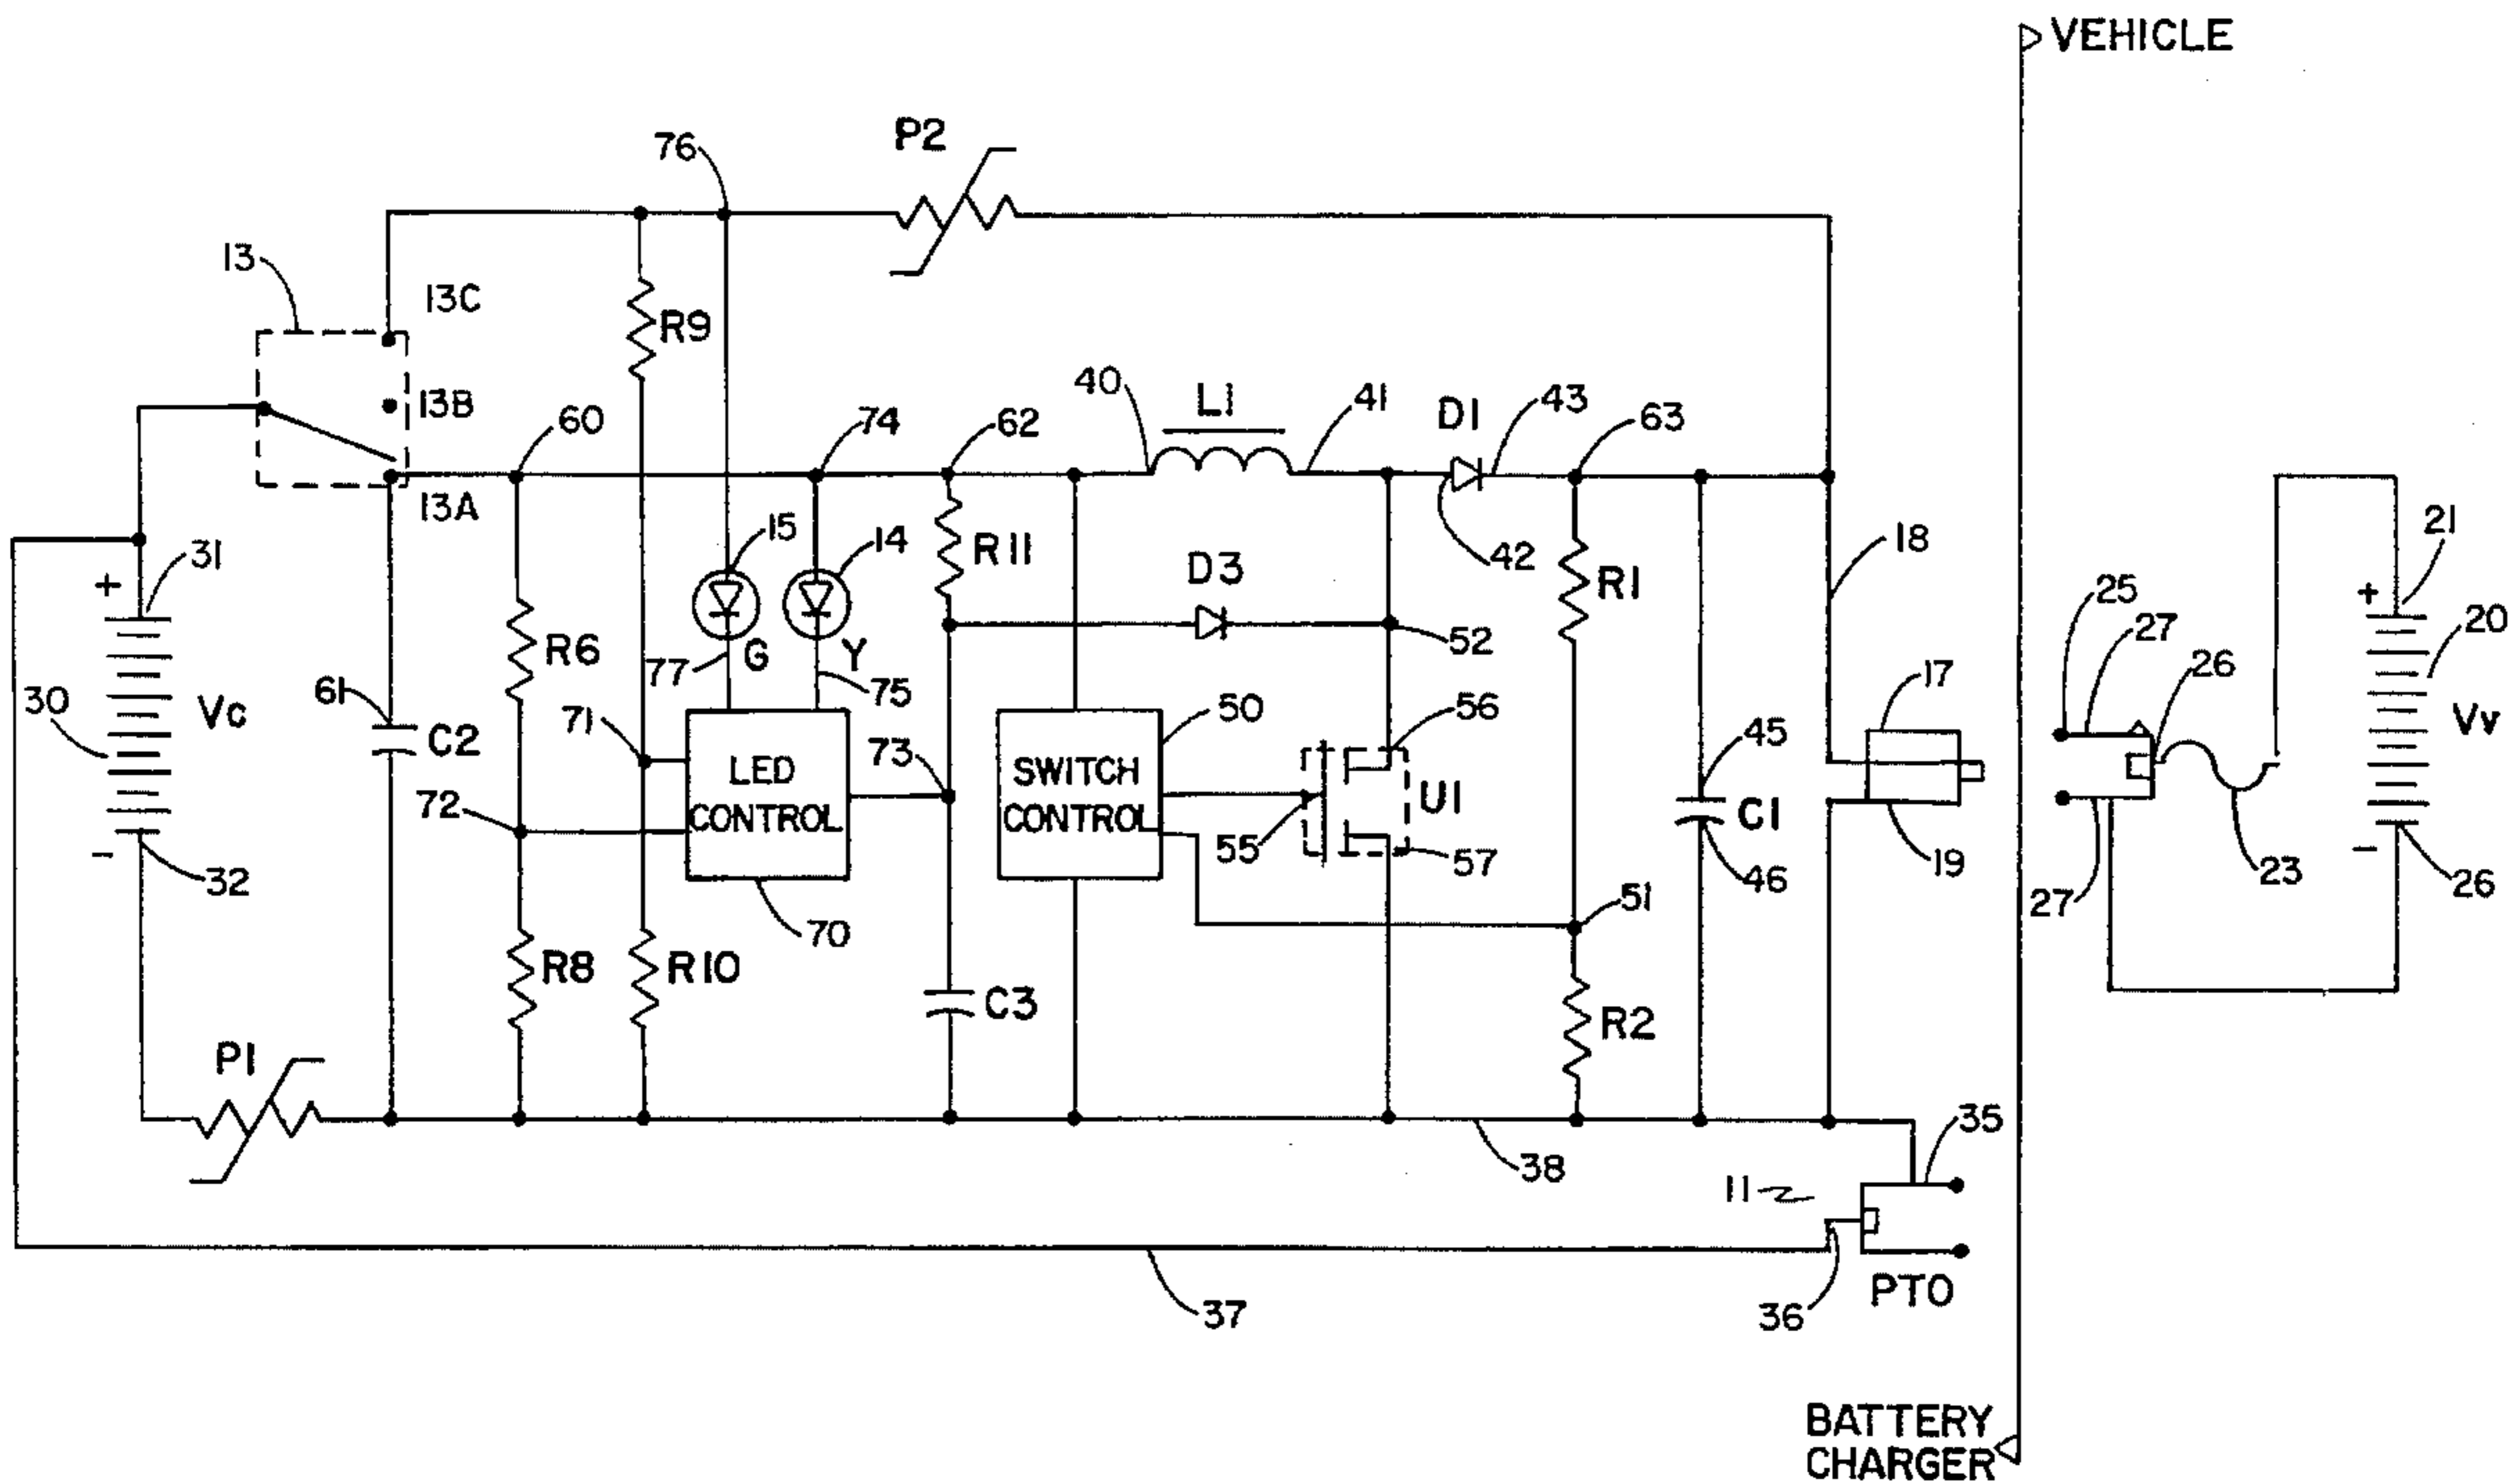 VEHICLE
P2
76
13
13C
R9
13B
40
L1
41
D1
43
63
60
74
62
13A
42
18
21
31
+
15
14
R11
D3
R1
25
27
26
+
20
R6
77
G
Y
75
52
17
30
Vc
61
C2
71
73
50
56
45
Vv
LED
CONTROL
SWITCH
CONTROL
U1
C1
72
55
57
46
19
23
-
32
70
51
27
-
26
R8
R10
C3
R2
P1
38
35
11
37
36
PTO
BATTERY
CHARGER